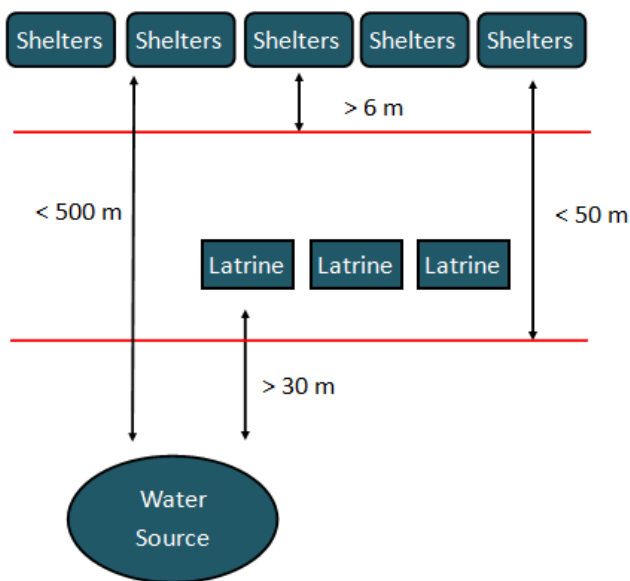 Shelters
Shelters
Shelters
Shelters
Shelters
> 6 m
< 500 m
< 50 m
Latrine
Latrine
Latrine
> 30 m
Water
Source